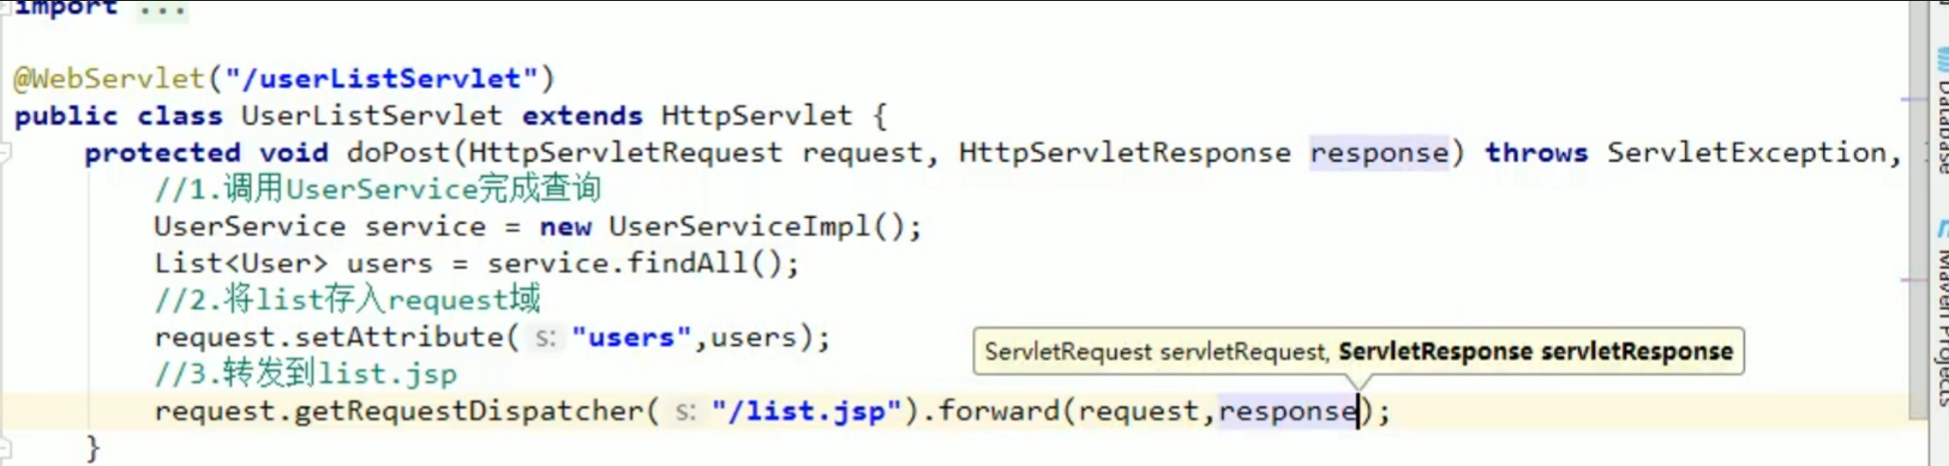 import ...
@WebServlet("/userListServlet")
public class UserListServlet extends HttpServlet {
protected void doPost(HttpServletRequest request, HttpServletResponse response) throws ServletException,
//1.调用UserService完成查询
UserService service = new UserServiceImpl();
List<User> users = service.findAll();
//2.将list存入request域
request.setAttribute( s: "users",users);
ServletRequest servletRequest, ServletResponse servletResponse
//3.转发到list.jsp
request.getRequestDispatcher( s: "/list.jsp").forward(request,response);
}
Database
Maven Projects